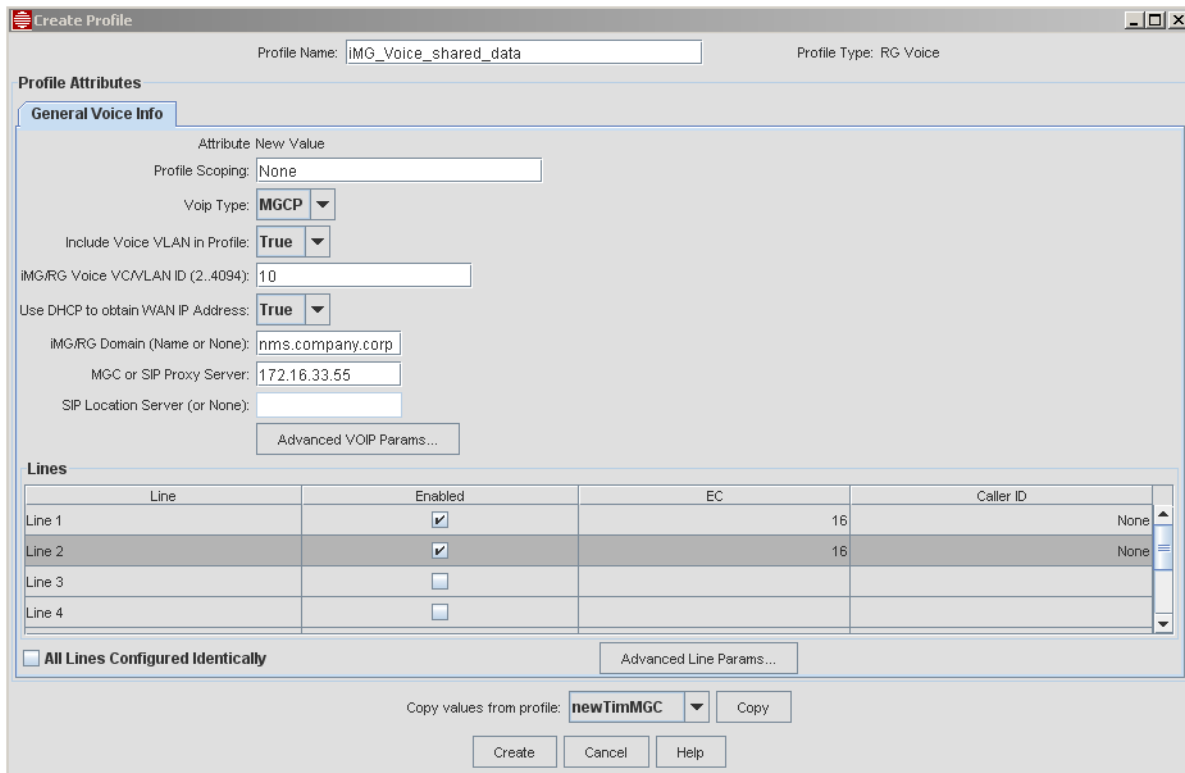 Create Profile
Profile Name: iMG_Voice_shared_data Profile Type: RG Voice
Profile Attributes
General Voice Info
Attribute New Value
Profile Scoping: None
Voip Type: MGCP
Include Voice VLAN in Profile: True
iMG/RG Voice VC/VLAN ID (2..4094): 10
Use DHCP to obtain WAN IP Address: True
iMG/RG Domain (Name or None): nms.company.corp
MGC or SIP Proxy Server: 172.16.33.55
SIP Location Server (or None):
Advanced VOIP Params...
Lines
Line Enabled EC Caller ID
Line 1 16 None
Line 2 16 None
Line 3
Line 4
All Lines Configured Identically Advanced Line Params...
Copy values from profile: newTimMGC Copy
Create Cancel Help